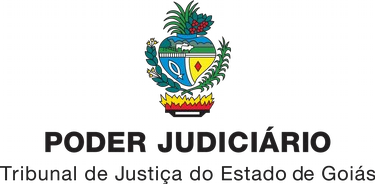 PODER JUDICIÁRIO
Tribunal de Justiça do Estado de Goiás